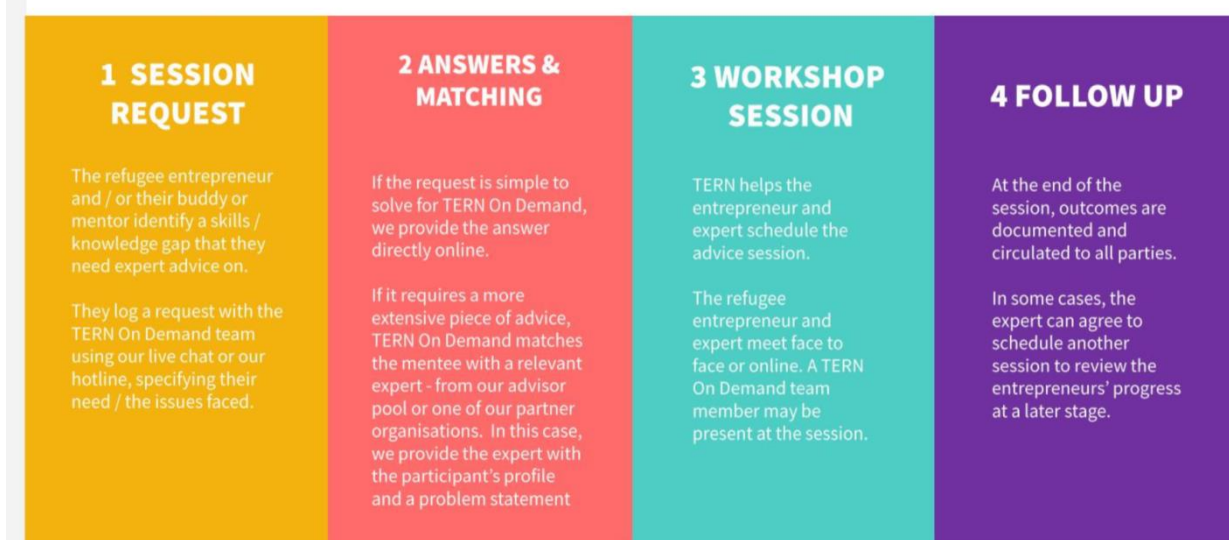 1 SESSION
REQUEST
The refugee entrepreneur
and / or their buddy or
mentor identify a skills /
knowledge gap that they
need expert advice on.
They log a request with the
TERN On Demand team
using our live chat or our
hotline, specifying their
need / the issues faced.
2 ANSWERS &
MATCHING
If the request is simple to
solve for TERN On Demand,
we provide the answer
directly online.
If it requires a more
extensive piece of advice,
TERN On Demand matches
the mentee with a relevant
expert - from our advisor
pool or one of our partner
organisations. In this case,
we provide the expert with
the participant's profile
and a problem statement
3 WORKSHOP
SESSION
TERN helps the
entrepreneur and
expert schedule the
advice session.
The refugee
entrepreneur and
expert meet face to
face or online. A TERN
On Demand team
member may be
present at the session.
4 FOLLOW UP
At the end of the
session, outcomes are
documented and
circulated to all parties.
In some cases, the
expert can agree to
schedule another
session to review the
entrepreneurs' progress
at a later stage.